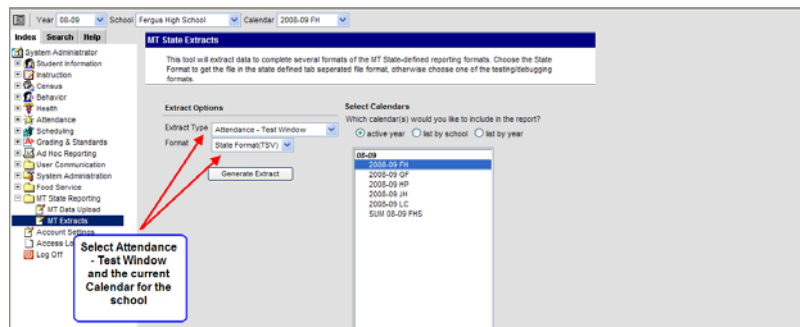 Year 08-09 School Fergus High School Calendar 2008-09 FH
Index Search Help
System Administrator
Student Information
Instruction
Census
Behavior
Health
Attendance
Scheduling
Grading & Standards
Ad Hoc Reporting
User Communication
System Administration
Food Service
MT State Reporting
MT Data Upload
MT Extracts
Account Settings
Access Lo
Log Off
MT State Extracts
This tool will extract data to complete several formats of the MT State-defined reporting formats. Choose the State
Format to get the file in the state defined tab seperated file format, otherwise choose one of the testing/debugging
formats.
Extract Options
Extract Type Attendance - Test Window
Format State Format(TSV)
Generate Extract
Select Calendars
Which calendar(s) would you like to include in the report?
active year list by school list by year
08-09
2008-09 FH
2008-09 GF
2008-09 HP
2008-09 JH
2008-09 LC
SUM 08-09 FHS
Select Attendance
- Test Window
and the current
Calendar for the
school